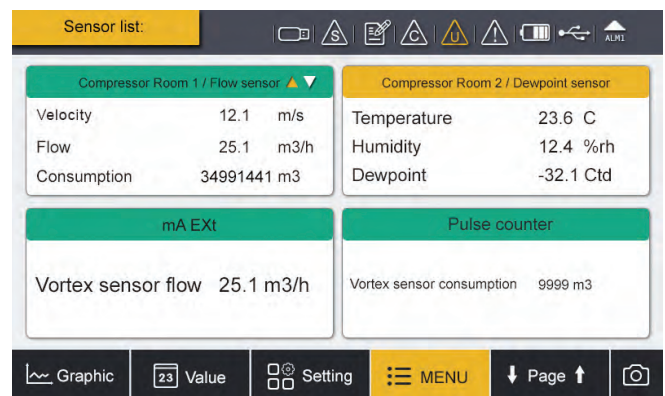 Sensor list:
S C U ! ALM1
Compressor Room 1 / Flow sensor
Velocity 12.1 m/s
Flow 25.1 m3/h
Consumption 34991441 m3
Compressor Room 2 / Dewpoint sensor
Temperature 23.6 C
Humidity 12.4 %rh
Dewpoint -32.1 Ctd
mA EXt
Vortex sensor flow 25.1 m3/h
Pulse counter
Vortex sensor consumption 9999 m3
Graphic 23 Value Setting MENU Page